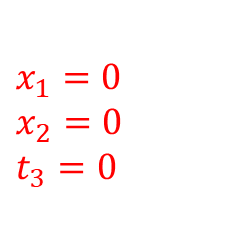 x₁ = 0
x₂ = 0
t₃ = 0